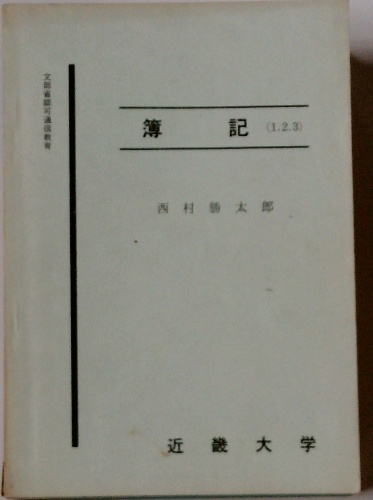 文部省認可通信教育
簿記 (1.2.3)
西村勝太郎
近畿大学